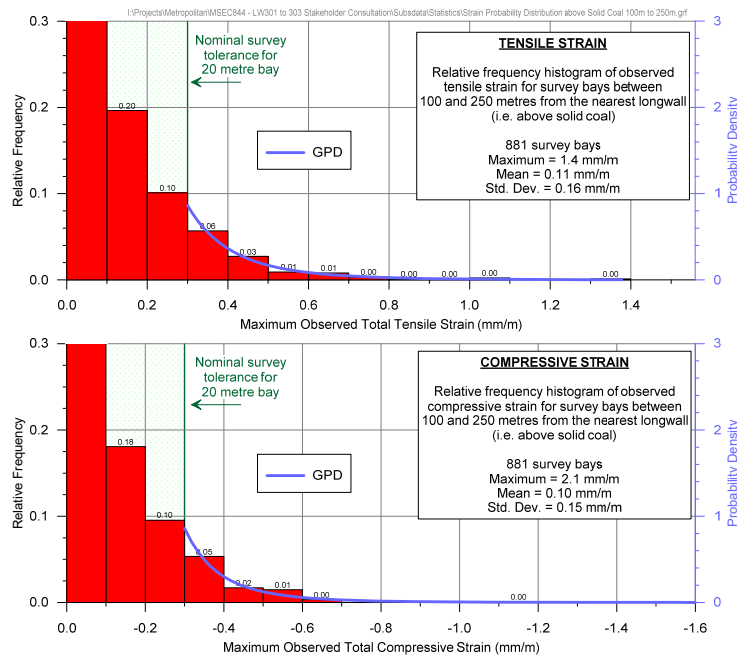 I:\Projects\Metropolitan\MSEC844 - LW301 to 303 Stakeholder Consultation\Subsdata\Statistics\Strain Probability Distribution above Solid Coal 100m to 250m.grf
Nominal survey
tolerance for
20 metre bay
GPD
TENSILE STRAIN
Relative frequency histogram of observed
tensile strain for survey bays between
100 and 250 metres from the nearest longwall
(i.e. above solid coal)
881 survey bays
Maximum = 1.4 mm/m
Mean = 0.11 mm/m
Std. Dev. = 0.16 mm/m
Relative Frequency
0.3
0.2
0.1
0.0
Probability Density
3
2
1
0
0.20
0.10
0.06
0.03
0.01
0.01
0.00
0.00
0.00
0.00
0.00
0.0 0.2 0.4 0.6 0.8 1.0 1.2 1.4
Maximum Observed Total Tensile Strain (mm/m)
Nominal survey
tolerance for
20 metre bay
GPD
COMPRESSIVE STRAIN
Relative frequency histogram of observed
compressive strain for survey bays between
100 and 250 metres from the nearest longwall
(i.e. above solid coal)
881 survey bays
Maximum = 2.1 mm/m
Mean = 0.10 mm/m
Std. Dev. = 0.15 mm/m
Relative Frequency
0.3
0.2
0.1
0.0
Probability Density
3
2
1
0
0.18
0.10
0.05
0.02
0.01
0.00
0.00
0.0 -0.2 -0.4 -0.6 -0.8 -1.0 -1.2 -1.4 -1.6
Maximum Observed Total Compressive Strain (mm/m)